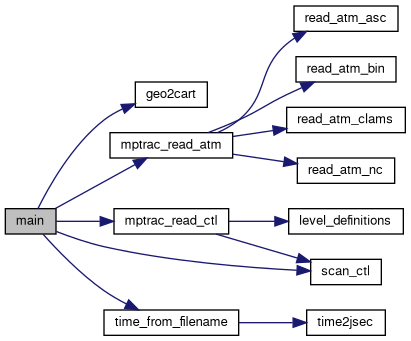 read_atm_asc
read_atm_bin
geo2cart
read_atm_clams
mptrac_read_atm
read_atm_nc
main
mptrac_read_ctl
level_definitions
scan_ctl
time_from_filename
time2jsec